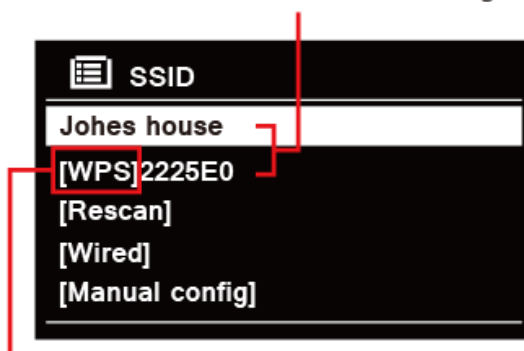 SSID
Johes house
[WPS]2225E0
[Rescan]
[Wired]
[Manual config]